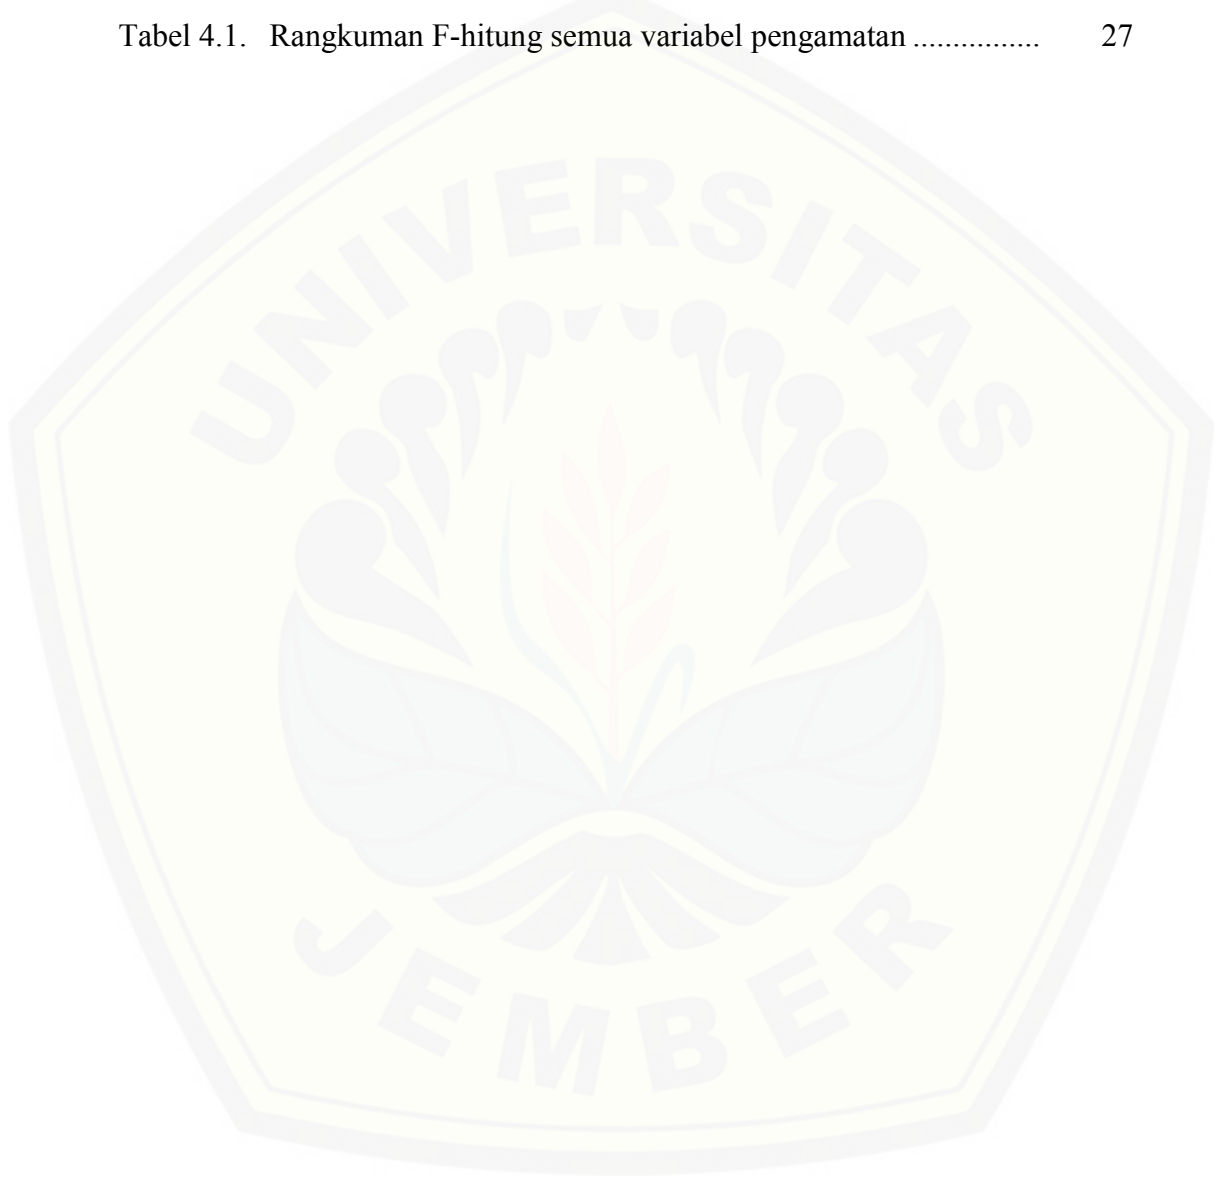 Tabel 4.1. Rangkuman F-hitung semua variabel pengamatan ................ 27
UNIVERSITAS
JEMBER